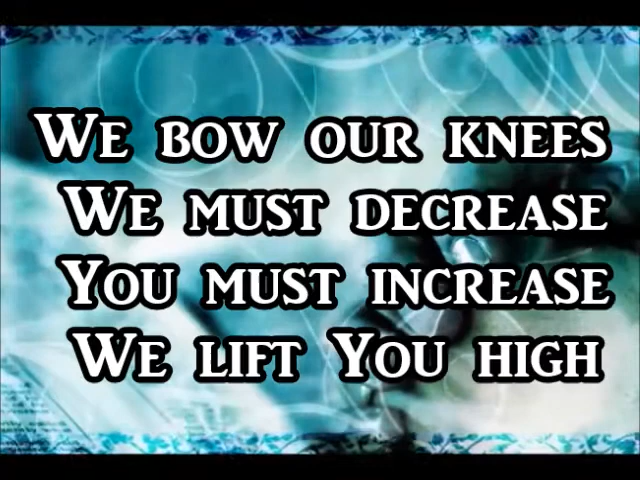 We bow our knees
We must decrease
You must increase
We lift You high